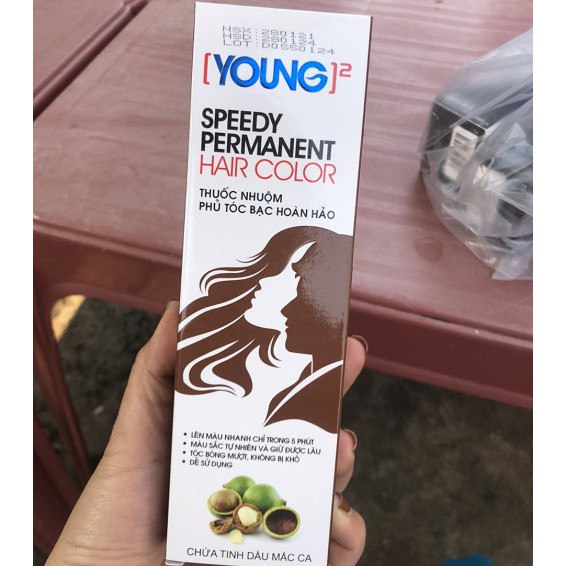 NSX : 280121
HSD : 280124
LOT : D0550124
[YOUNG]²
SPEEDY
PERMANENT
HAIR COLOR
THUỐC NHUỘM
PHỦ TÓC BẠC HOÀN HẢO
• LÊN MÀU NHANH CHỈ TRONG 5 PHÚT
• MÀU SẮC TỰ NHIÊN VÀ GIỮ ĐƯỢC LÂU
• TÓC BÓNG MƯỢT, KHÔNG BỊ KHÔ
• DỄ SỬ DỤNG
CHỨA TINH DẦU MẮC CA